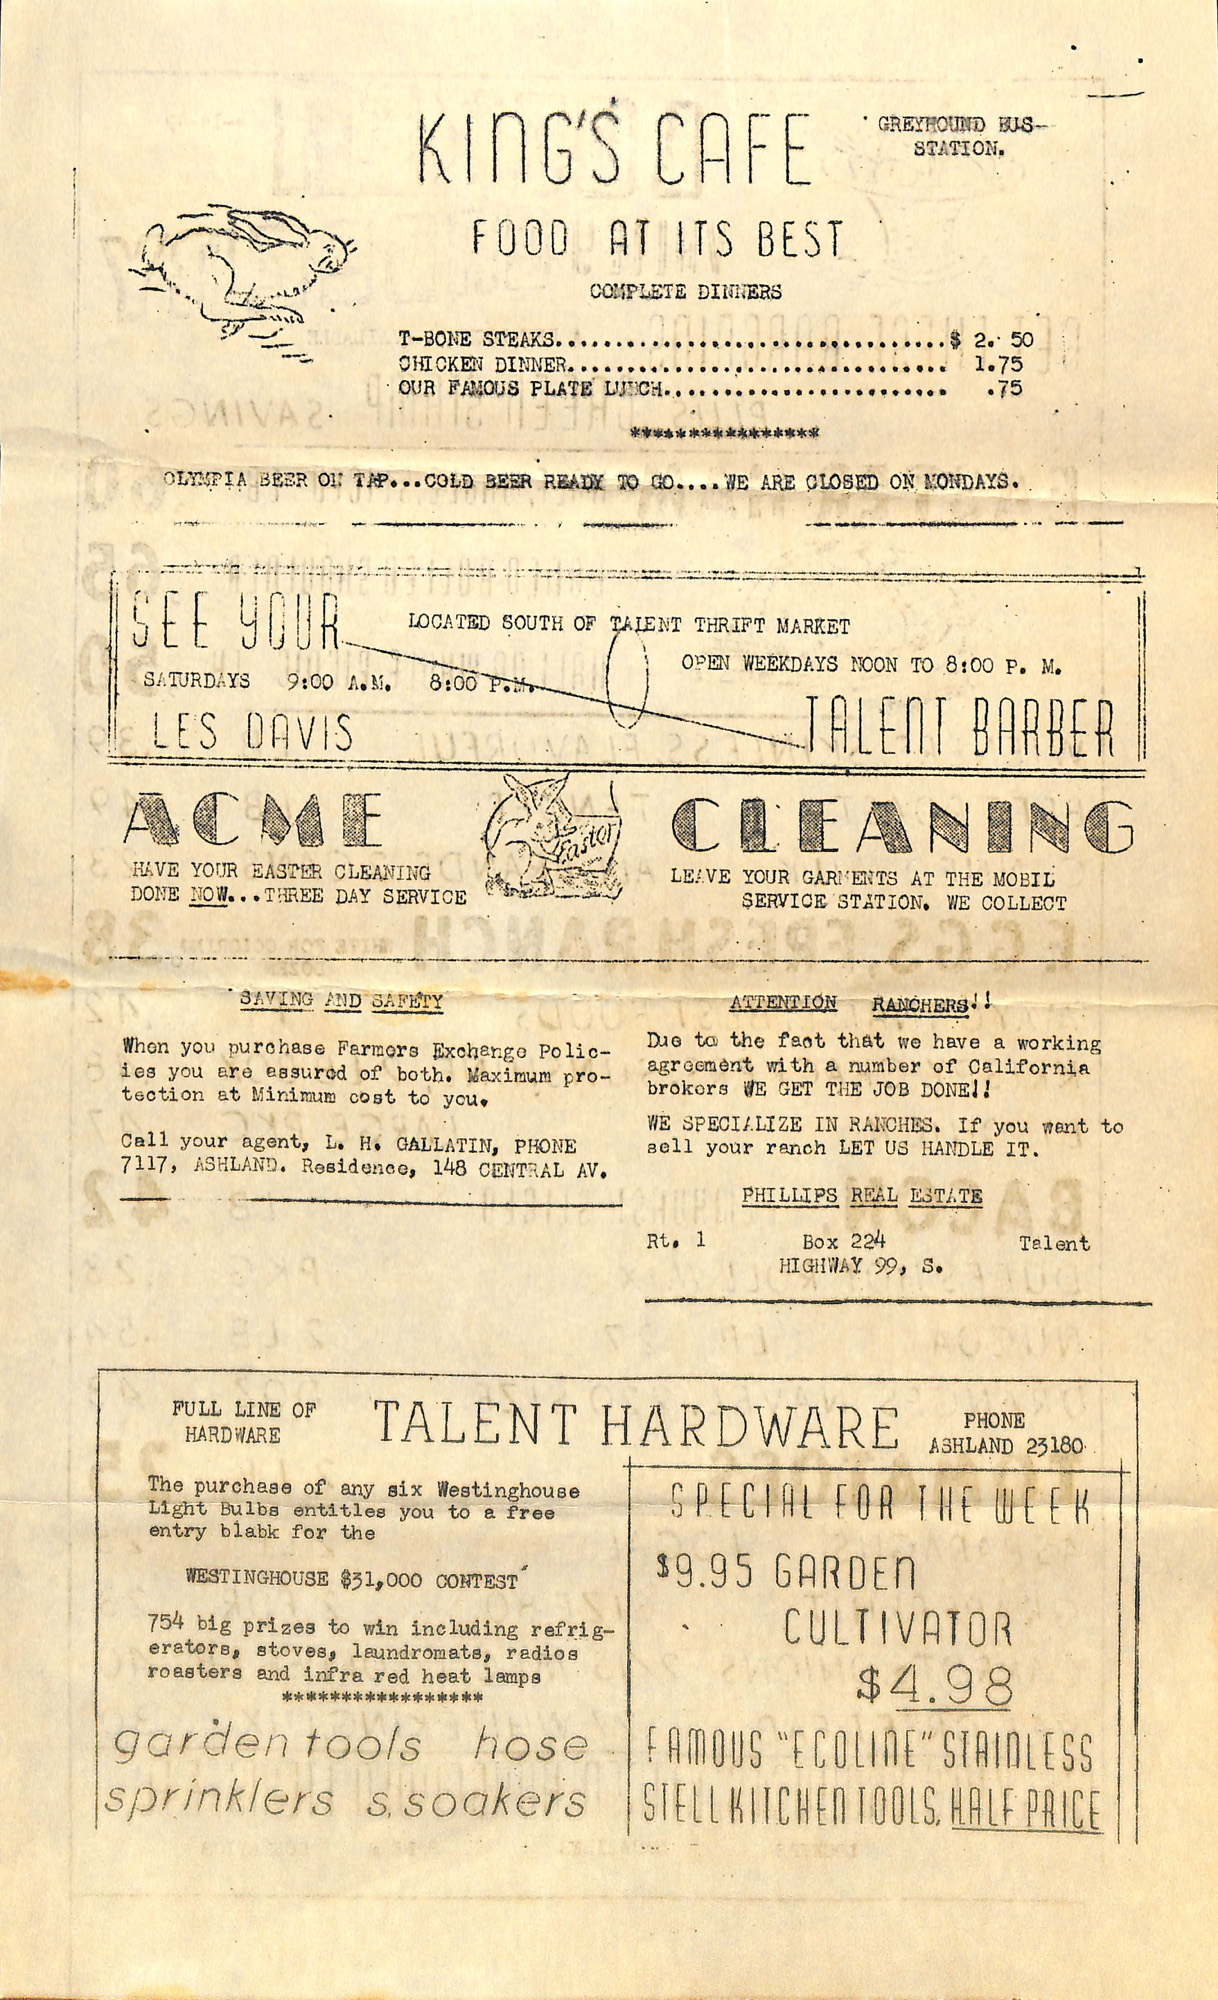 KING'S CAFE
GREYHOUND BUS-
STATION.
FOOD AT ITS BEST
COMPLETE DINNERS
T-BONE STEAKS................................$ 2. 50
CHICKEN DINNER............................... 1.75
OUR FAMOUS PLATE LUNCH....................... .75
****************
OLYMPIA BEER ON TAP...COLD BEER READY TO GO....WE ARE CLOSED ON MONDAYS.
SEE YOUR
LOCATED SOUTH OF TALENT THRIFT MARKET
OPEN WEEKDAYS NOON TO 8:00 P. M.
SATURDAYS 9:00 A.M. 8:00 P.M.
LES DAVIS
TALENT BARBER
ACME CLEANING
Easter
HAVE YOUR EASTER CLEANING
DONE NOW...THREE DAY SERVICE
LEAVE YOUR GARMENTS AT THE MOBIL
SERVICE STATION. WE COLLECT
SAVING AND SAFETY
When you purchase Farmers Exchange Polic-
ies you are assured of both. Maximum pro-
tection at Minimum cost to you.
Call your agent, L. H. GALLATIN, PHONE
7117, ASHLAND. Residence, 148 CENTRAL AV.
ATTENTION RANCHERS!!
Due to the fact that we have a working
agreement with a number of California
brokers WE GET THE JOB DONE!!
WE SPECIALIZE IN RANCHES. If you want to
sell your ranch LET US HANDLE IT.
PHILLIPS REAL ESTATE
Rt. 1 Box 224 Talent
HIGHWAY 99, S.
FULL LINE OF
HARDWARE
TALENT HARDWARE
PHONE
ASHLAND 23180
The purchase of any six Westinghouse
Light Bulbs entitles you to a free
entry blabk for the
WESTINGHOUSE $31,000 CONTEST
754 big prizes to win including refrig-
erators, stoves, laundromats, radios
roasters and infra red heat lamps
*****************
garden tools hose
sprinklers s,soakers
SPECIAL FOR THE WEEK
$9.95 GARDEN
CULTIVATOR
$4.98
FAMOUS "ECOLINE" STAINLESS
STELL KITCHEN TOOLS, HALF PRICE